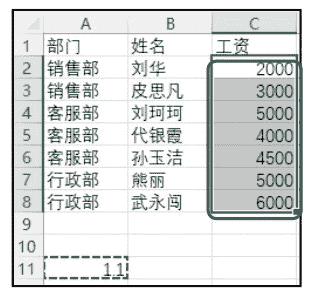 A B C
1 部门 姓名 工资
2 销售部 刘华 2000
3 销售部 皮思凡 3000
4 客服部 刘珂珂 5000
5 客服部 代银霞 4000
6 客服部 孙玉洁 4500
7 行政部 熊丽 5000
8 行政部 武永闯 6000
9
10
11 1.1